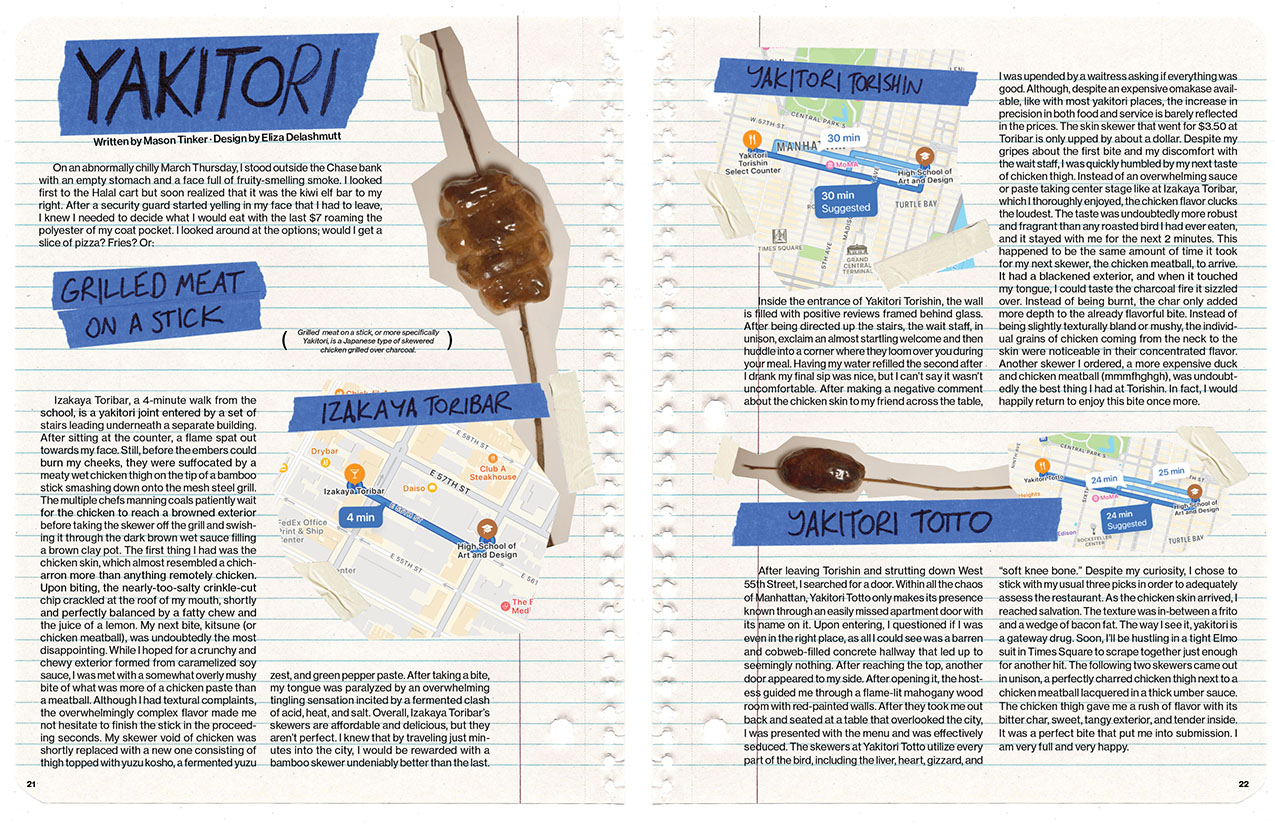 YAKITORI
Written by Mason Tinker · Design by Eliza Delashmutt
On an abnormally chilly March Thursday, I stood outside the Chase bank
with an empty stomach and a face full of fruity-smelling smoke. I looked
first to the Halal cart but soon realized that it was the kiwi elf bar to my
right. After a security guard started yelling in my face that I had to leave,
I knew I needed to decide what I would eat with the last $7 roaming the
polyester of my coat pocket. I looked around at the options; would I get a
slice of pizza? Fries? Or:
GRILLED MEAT
ON A STICK
( Grilled meat on a stick, or more specifically
Yakitori, is a Japanese type of skewered
chicken grilled over charcoal. )
IZAKAYA TORIBAR
Drybar
E 58TH ST
Club A
Steakhouse
E 57TH ST
Daiso
Izakaya Toribar
4 min
FedEx Office
Print & Ship
Center
High School of
Art and Design
E 55TH ST
Izakaya Toribar, a 4-minute walk from the
school, is a yakitori joint entered by a set of
stairs leading underneath a separate building.
After sitting at the counter, a flame spat out
towards my face. Still, before the embers could
burn my cheeks, they were suffocated by a
meaty wet chicken thigh on the tip of a bamboo
stick smashing down onto the mesh steel grill.
The multiple chefs manning coals patiently wait
for the chicken to reach a browned exterior
before taking the skewer off the grill and swish-
ing it through the dark brown wet sauce filling
a brown clay pot. The first thing I had was the
chicken skin, which almost resembled a chich-
arron more than anything remotely chicken.
Upon biting, the nearly-too-salty crinkle-cut
chip crackled at the roof of my mouth, shortly
and perfectly balanced by a fatty chew and
the juice of a lemon. My next bite, kitsune (or
chicken meatball), was undoubtedly the most
disappointing. While I hoped for a crunchy and
chewy exterior formed from caramelized soy
sauce, I was met with a somewhat overly mushy
bite of what was more of a chicken paste than
a meatball. Although I had textural complaints,
the overwhelmingly complex flavor made me
not hesitate to finish the stick in the proceed-
ing seconds. My skewer void of chicken was
shortly replaced with a new one consisting of
thigh topped with yuzu kosho, a fermented yuzu
zest, and green pepper paste. After taking a bite,
my tongue was paralyzed by an overwhelming
tingling sensation incited by a fermented clash
of acid, heat, and salt. Overall, Izakaya Toribar's
skewers are affordable and delicious, but they
aren't perfect. I knew that by traveling just min-
utes into the city, I would be rewarded with a
bamboo skewer undeniably better than the last.
21
YAKITORI TORISHIN
CENTRAL PARK S
W 57TH ST
30 min
MANHA
Yakitori
Torishin
Select Counter
MoMA
High School of
Art and Design
30 min
Suggested
TURTLE BAY
TIMES SQUARE
5TH AVE
GRAND
CENTRAL
TERMINAL
Inside the entrance of Yakitori Torishin, the wall
is filled with positive reviews framed behind glass.
After being directed up the stairs, the wait staff, in
unison, exclaim an almost startling welcome and then
huddle into a corner where they loom over you during
your meal. Having my water refilled the second after
I drank my final sip was nice, but I can't say it wasn't
uncomfortable. After making a negative comment
about the chicken skin to my friend across the table,
I was upended by a waitress asking if everything was
good. Although, despite an expensive omakase avail-
able, like with most yakitori places, the increase in
precision in both food and service is barely reflected
in the prices. The skin skewer that went for $3.50 at
Toribar is only upped by about a dollar. Despite my
gripes about the first bite and my discomfort with
the wait staff, I was quickly humbled by my next taste
of chicken thigh. Instead of an overwhelming sauce
or paste taking center stage like at Izakaya Toribar,
which I thoroughly enjoyed, the chicken flavor clucks
the loudest. The taste was undoubtedly more robust
and fragrant than any roasted bird I had ever eaten,
and it stayed with me for the next 2 minutes. This
happened to be the same amount of time it took
for my next skewer, the chicken meatball, to arrive.
It had a blackened exterior, and when it touched
my tongue, I could taste the charcoal fire it sizzled
over. Instead of being burnt, the char only added
more depth to the already flavorful bite. Instead of
being slightly texturally bland or mushy, the individ-
ual grains of chicken coming from the neck to the
skin were noticeable in their concentrated flavor.
Another skewer I ordered, a more expensive duck
and chicken meatball (mmmfhghgh), was undoubt-
edly the best thing I had at Torishin. In fact, I would
happily return to enjoy this bite once more.
YAKITORI TOTTO
NINTH AVE
CENTRAL PARK S
Yakitori Totto
24 min
25 min
Heights
MoMA
High School of
Art and Design
24 min
Suggested
Edison
ROCKEFELLER
CENTER
TURTLE BAY
After leaving Torishin and strutting down West
55th Street, I searched for a door. Within all the chaos
of Manhattan, Yakitori Totto only makes its presence
known through an easily missed apartment door with
its name on it. Upon entering, I questioned if I was
even in the right place, as all I could see was a barren
and cobweb-filled concrete hallway that led up to
seemingly nothing. After reaching the top, another
door appeared to my side. After opening it, the host-
ess guided me through a flame-lit mahogany wood
room with red-painted walls. After they took me out
back and seated at a table that overlooked the city,
I was presented with the menu and was effectively
seduced. The skewers at Yakitori Totto utilize every
part of the bird, including the liver, heart, gizzard, and
“soft knee bone.” Despite my curiosity, I chose to
stick with my usual three picks in order to adequately
assess the restaurant. As the chicken skin arrived, I
reached salvation. The texture was in-between a frito
and a wedge of bacon fat. The way I see it, yakitori is
a gateway drug. Soon, I'll be hustling in a tight Elmo
suit in Times Square to scrape together just enough
for another hit. The following two skewers came out
in unison, a perfectly charred chicken thigh next to a
chicken meatball lacquered in a thick umber sauce.
The chicken thigh gave me a rush of flavor with its
bitter char, sweet, tangy exterior, and tender inside.
It was a perfect bite that put me into submission. I
am very full and very happy.
22